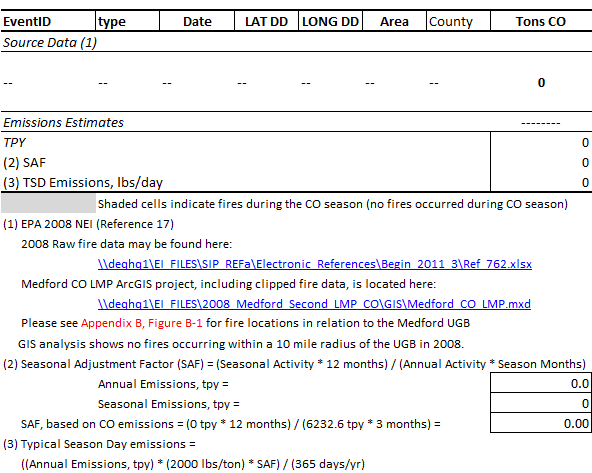 EventID type Date LAT DD LONG DD Area County Tons CO
Source Data (1)
-- -- -- -- -- -- -- 0
Emissions Estimates --------
TPY 0
(2) SAF 0
(3) TSD Emissions, lbs/day 0
Shaded cells indicate fires during the CO season (no fires occurred during CO season)
(1) EPA 2008 NEI (Reference 17)
2008 Raw fire data may be found here:
\\deqhq1\EI_FILES\SIP_REFa\Electronic_References\Begin_2011_3\Ref_762.xlsx
Medford CO LMP ArcGIS project, including clipped fire data, is located here:
\\deqhq1\EI_FILES\2008_Medford_Second_LMP_CO\GIS\Medford_CO_LMP.mxd
Please see Appendix B, Figure B-1 for fire locations in relation to the Medford UGB
GIS analysis shows no fires occurring within a 10 mile radius of the UGB in 2008.
(2) Seasonal Adjustment Factor (SAF) = (Seasonal Activity * 12 months) / (Annual Activity * Season Months)
Annual Emissions, tpy = 0.0
Seasonal Emissions, tpy = 0
SAF, based on CO emissions = (0 tpy * 12 months) / (6232.6 tpy * 3 months) = 0.00
(3) Typical Season Day emissions =
((Annual Emissions, tpy) * (2000 lbs/ton) * SAF) / (365 days/yr)